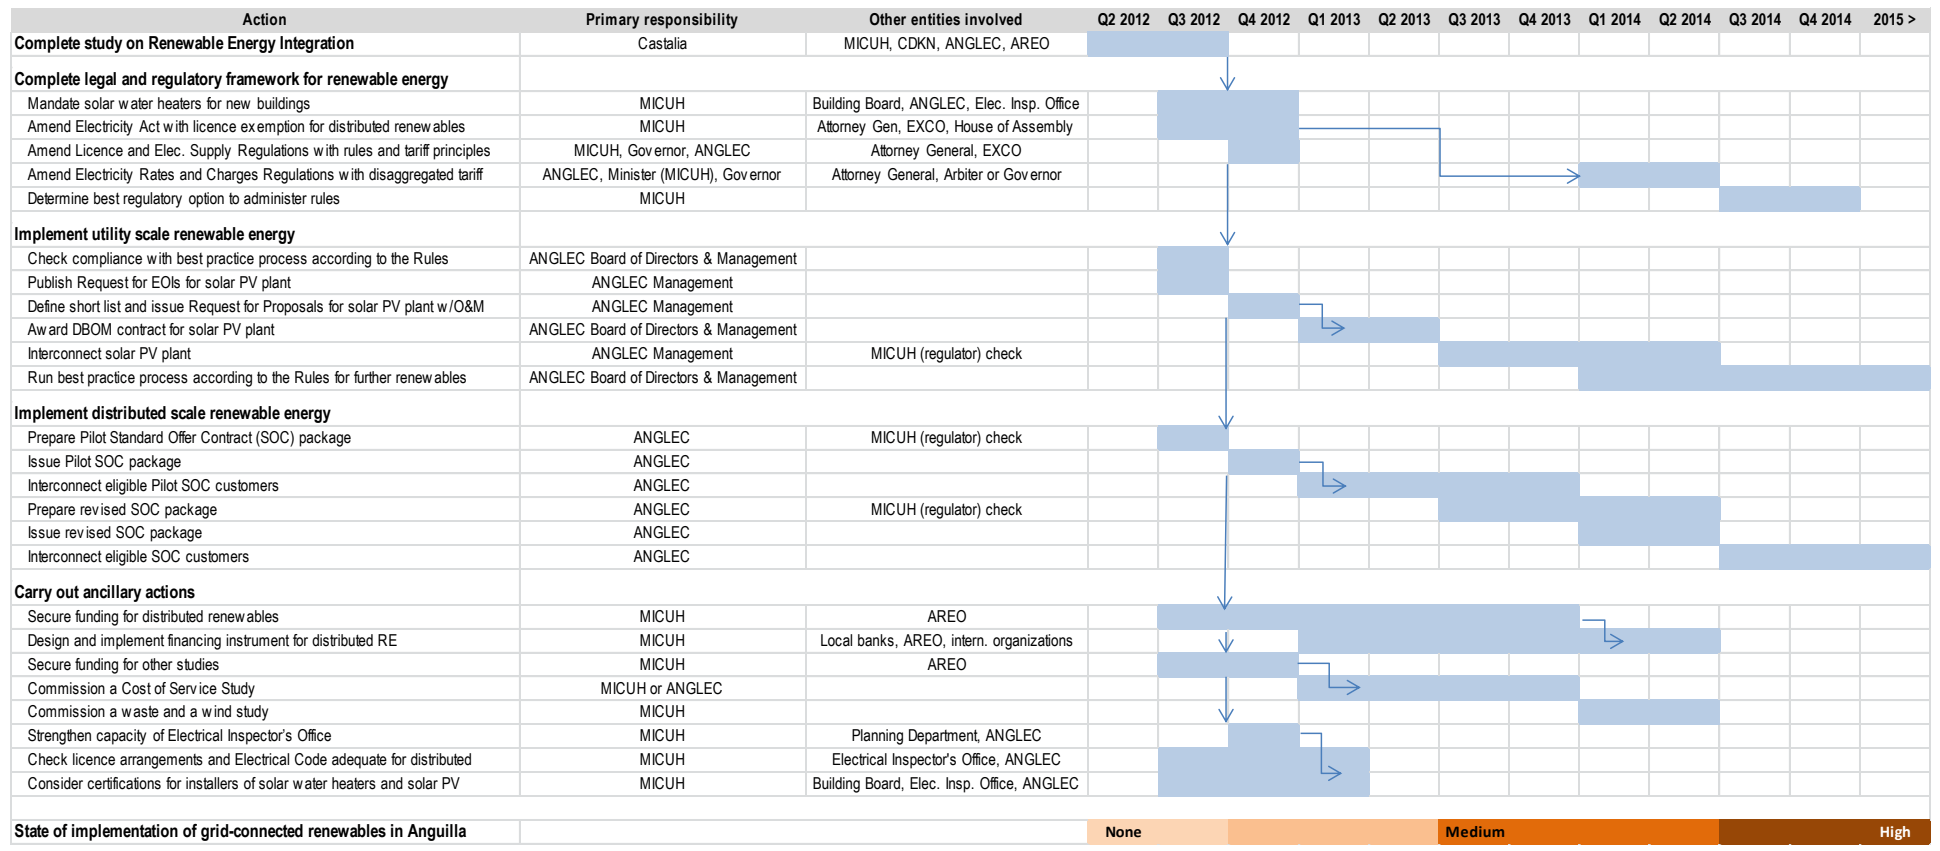 Action Primary responsibility Other entities involved Q2 2012 Q3 2012 Q4 2012 Q1 2013 Q2 2013 Q3 2013 Q4 2013 Q1 2014 Q2 2014 Q3 2014 Q4 2014 2015 >
Complete study on Renewable Energy Integration Castalia MICUH, CDKN, ANGLEC, AREO
Complete legal and regulatory framework for renewable energy
Mandate solar water heaters for new buildings MICUH Building Board, ANGLEC, Elec. Insp. Office
Amend Electricity Act with licence exemption for distributed renewables MICUH Attorney Gen, EXCO, House of Assembly
Amend Licence and Elec. Supply Regulations with rules and tariff principles MICUH, Governor, ANGLEC Attorney General, EXCO
Amend Electricity Rates and Charges Regulations with disaggregated tariff ANGLEC, Minister (MICUH), Governor Attorney General, Arbiter or Governor
Determine best regulatory option to administer rules MICUH
Implement utility scale renewable energy
Check compliance with best practice process according to the Rules ANGLEC Board of Directors & Management
Publish Request for EOIs for solar PV plant ANGLEC Management
Define short list and issue Request for Proposals for solar PV plant w/O&M ANGLEC Management
Award DBOM contract for solar PV plant ANGLEC Board of Directors & Management
Interconnect solar PV plant ANGLEC Management MICUH (regulator) check
Run best practice process according to the Rules for further renewables ANGLEC Board of Directors & Management
Implement distributed scale renewable energy
Prepare Pilot Standard Offer Contract (SOC) package ANGLEC MICUH (regulator) check
Issue Pilot SOC package ANGLEC
Interconnect eligible Pilot SOC customers ANGLEC
Prepare revised SOC package ANGLEC MICUH (regulator) check
Issue revised SOC package ANGLEC
Interconnect eligible SOC customers ANGLEC
Carry out ancillary actions
Secure funding for distributed renewables MICUH AREO
Design and implement financing instrument for distributed RE MICUH Local banks, AREO, intern. organizations
Secure funding for other studies MICUH AREO
Commission a Cost of Service Study MICUH or ANGLEC
Commission a waste and a wind study MICUH
Strengthen capacity of Electrical Inspector's Office MICUH Planning Department, ANGLEC
Check licence arrangements and Electrical Code adequate for distributed MICUH Electrical Inspector's Office, ANGLEC
Consider certifications for installers of solar water heaters and solar PV MICUH Building Board, Elec. Insp. Office, ANGLEC
State of implementation of grid-connected renewables in Anguilla None Medium High